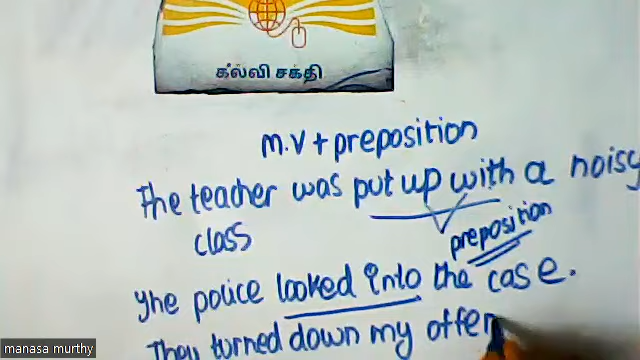 கல்வி சக்தி
m.v + preposition
The teacher was put up with a noisy
class
preposition
The police looked into the case.
They turned down my offer
manasa murthy